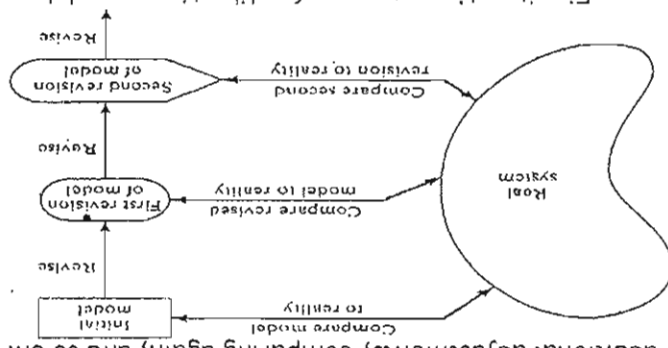 additional adjustments, comparing again, and so on
Compare model
to reality
Initial
model
Revise
Real
system
Compare revised
model to reality
First revision
of model
Revise
Compare second
revision to reality
Second revision
of model
Revise